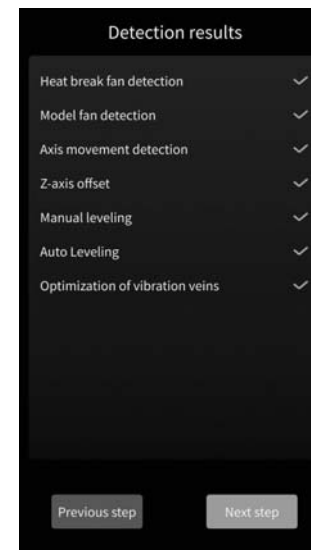 Detection results
Heat break fan detection
Model fan detection
Axis movement detection
Z-axis offset
Manual leveling
Auto Leveling
Optimization of vibration veins
Previous step
Next step